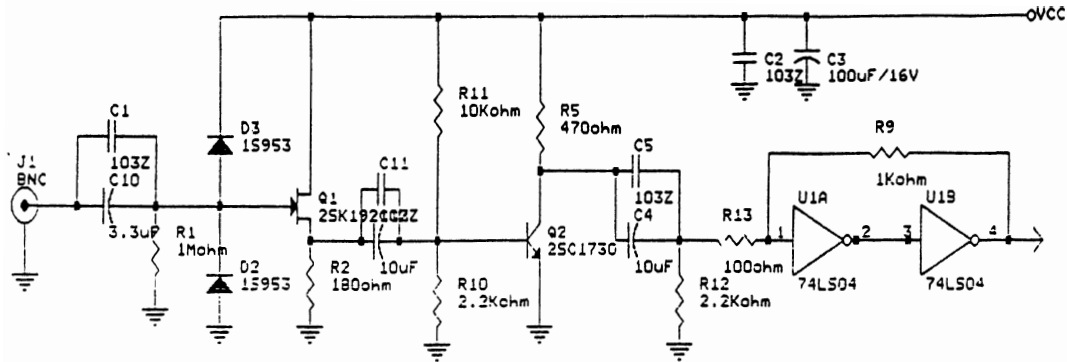 VCC
C2
103Z
C3
100uF/16V
R11
10Kohm
R5
470ohm
R9
1Kohm
C1
103Z
D3
1S953
J1
BNC
C10
3.3uF
R1
1Mohm
D2
1S953
Q1
2SK192
C11
10uF
R2
180ohm
R10
2.2Kohm
Q2
2SC1730
C5
103Z
C4
10uF
R13
100ohm
R12
2.2Kohm
U1A
1
2
74LS04
U1B
3
4
74LS04